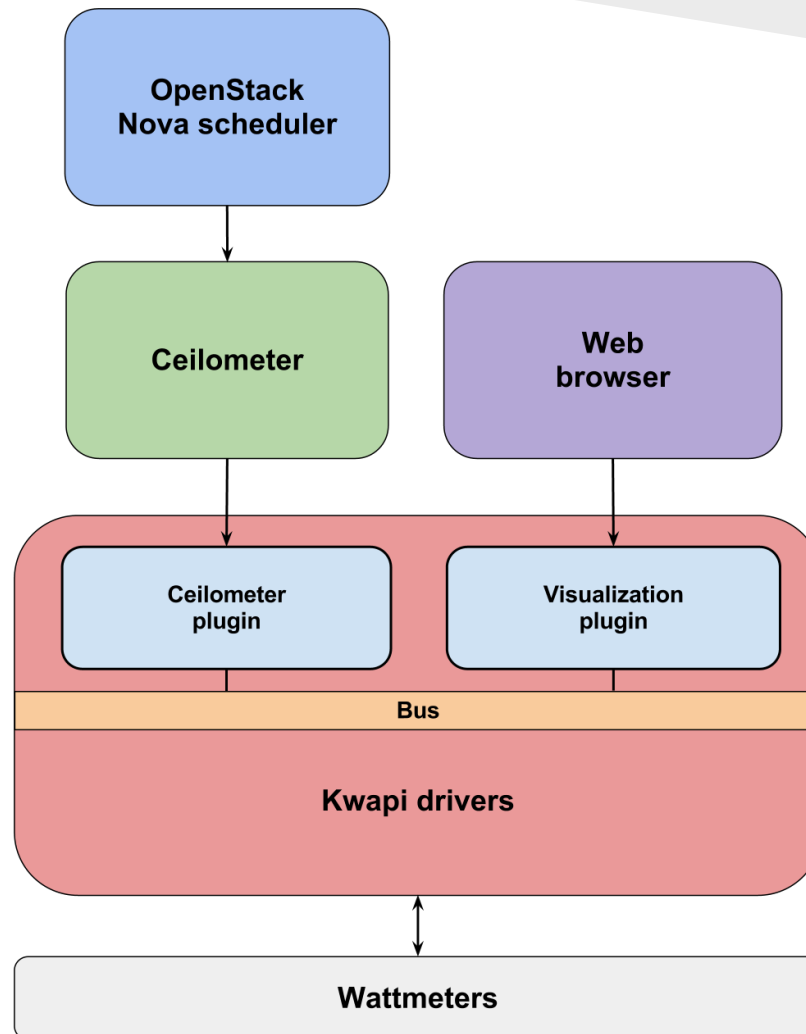 OpenStack
Nova scheduler
Ceilometer
Web
browser
Ceilometer
plugin
Visualization
plugin
Bus
Kwapi drivers
Wattmeters